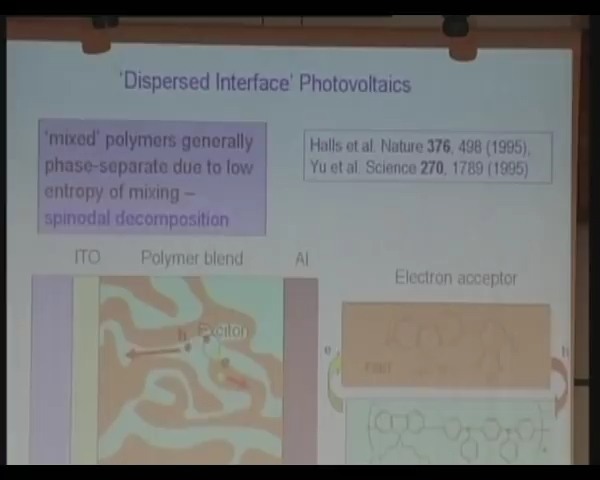 'Dispersed Interface' Photovoltaics
'mixed' polymers generally
phase-separate due to low
entropy of mixing –
spinodal decomposition
Halls et al. Nature 376, 498 (1995),
Yu et al. Science 270, 1789 (1995)
ITO Polymer blend Al
Electron acceptor
h Exciton
e
e
h